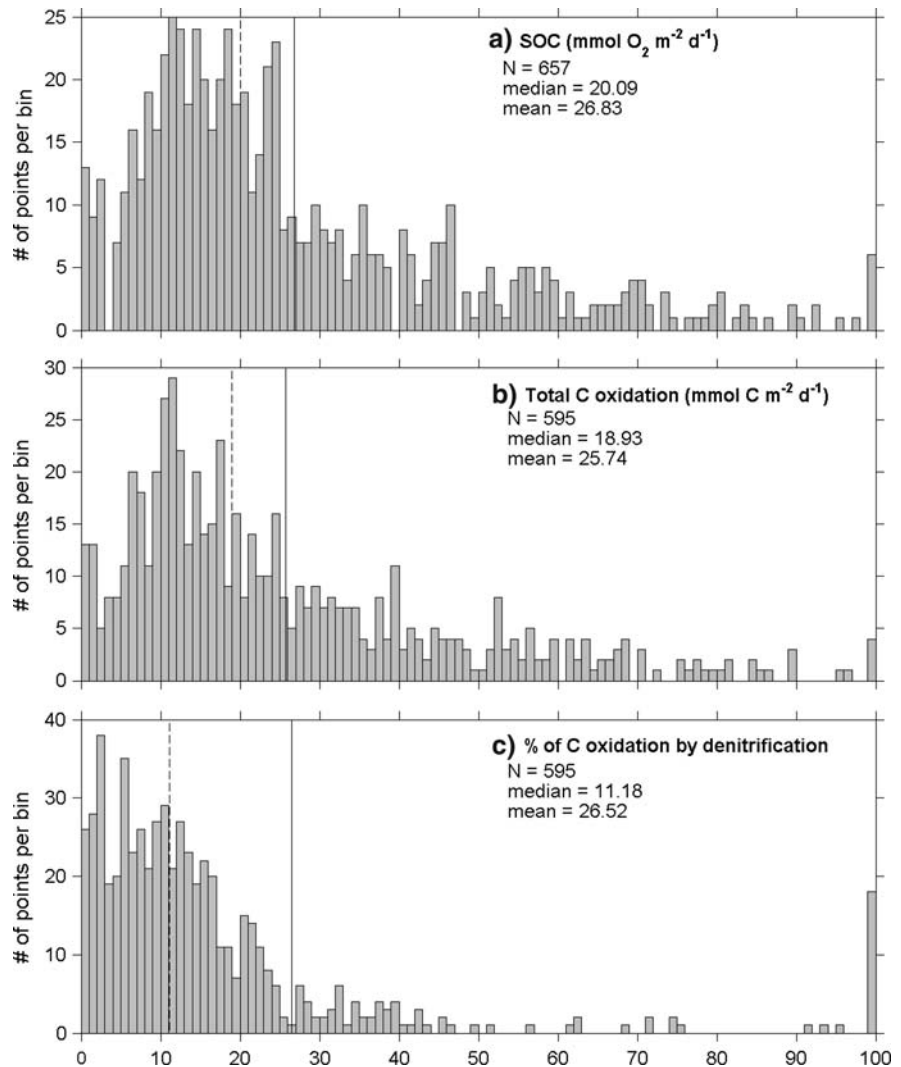 a) SOC (mmol O₂ m⁻² d⁻¹)
N = 657
median = 20.09
mean = 26.83
# of points per bin
25
20
15
10
5
0
b) Total C oxidation (mmol C m⁻² d⁻¹)
N = 595
median = 18.93
mean = 25.74
# of points per bin
30
25
20
15
10
5
0
c) % of C oxidation by denitrification
N = 595
median = 11.18
mean = 26.52
# of points per bin
40
30
20
10
0
0 10 20 30 40 50 60 70 80 90 100